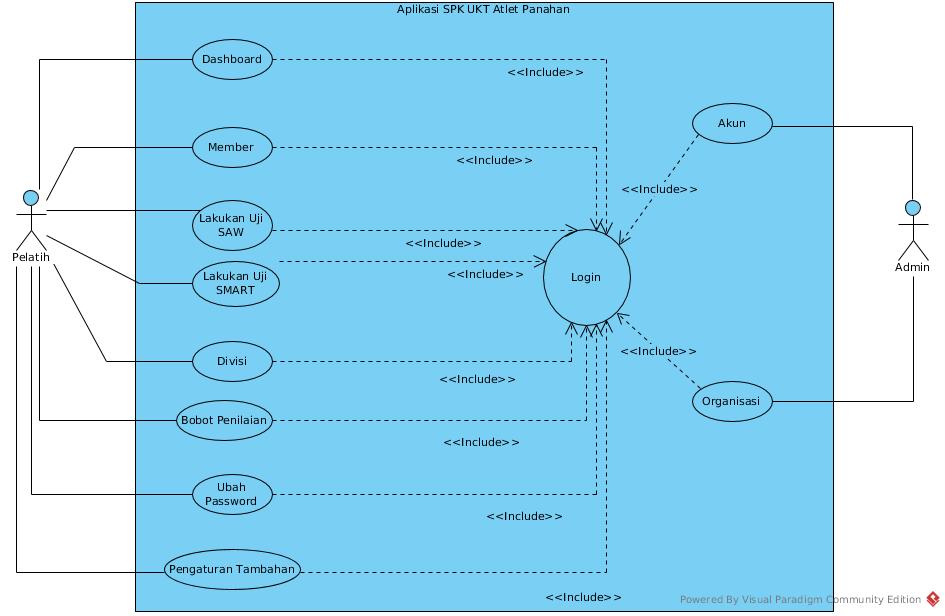 Aplikasi SPK UKT Atlet Panahan
Dashboard
<<Include>>
Akun
Member
<<Include>>
<<Include>>
Lakukan Uji
SAW
<<Include>>
Pelatih
Admin
Lakukan Uji
SMART
<<Include>>
Login
Divisi
<<Include>>
<<Include>>
Organisasi
Bobot Penilaian
<<Include>>
Ubah
Password
<<Include>>
Pengaturan Tambahan
<<Include>>
Powered By Visual Paradigm Community Edition